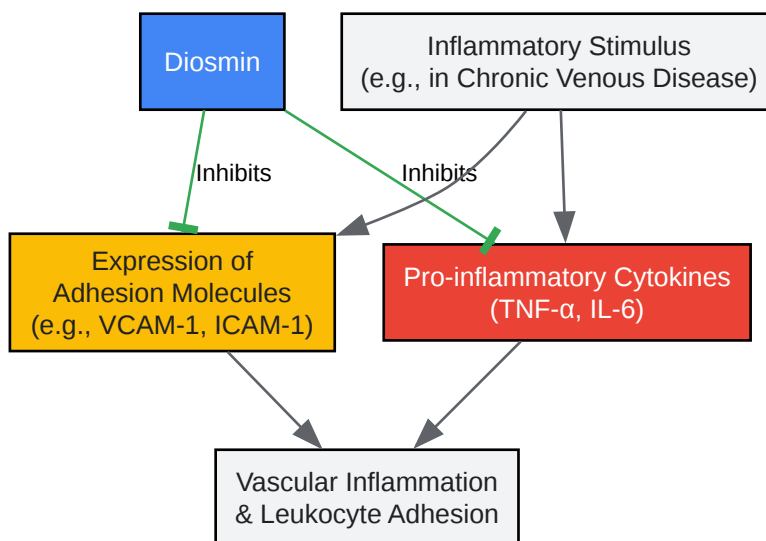 Diosmin
Inflammatory Stimulus
(e.g., in Chronic Venous Disease)
Inhibits
Inhibits
Expression of
Adhesion Molecules
(e.g., VCAM-1, ICAM-1)
Pro-inflammatory Cytokines
(TNF-α, IL-6)
Vascular Inflammation
& Leukocyte Adhesion